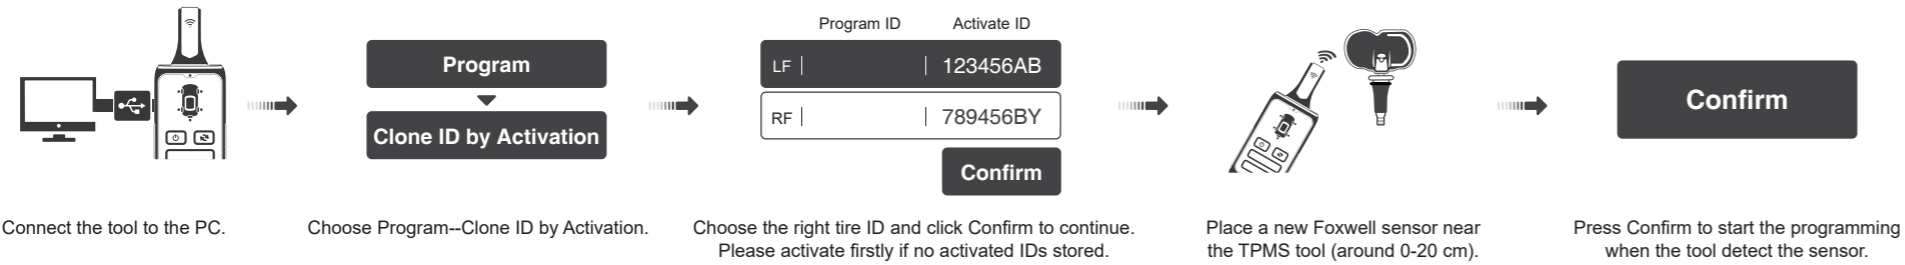 Program
Clone ID by Activation
Program ID Activate ID
LF | | 123456AB
RF | | 789456BY
Confirm
Confirm
Connect the tool to the PC.
Choose Program--Clone ID by Activation.
Choose the right tire ID and click Confirm to continue.
Please activate firstly if no activated IDs stored.
Place a new Foxwell sensor near
the TPMS tool (around 0-20 cm).
Press Confirm to start the programming
when the tool detect the sensor.